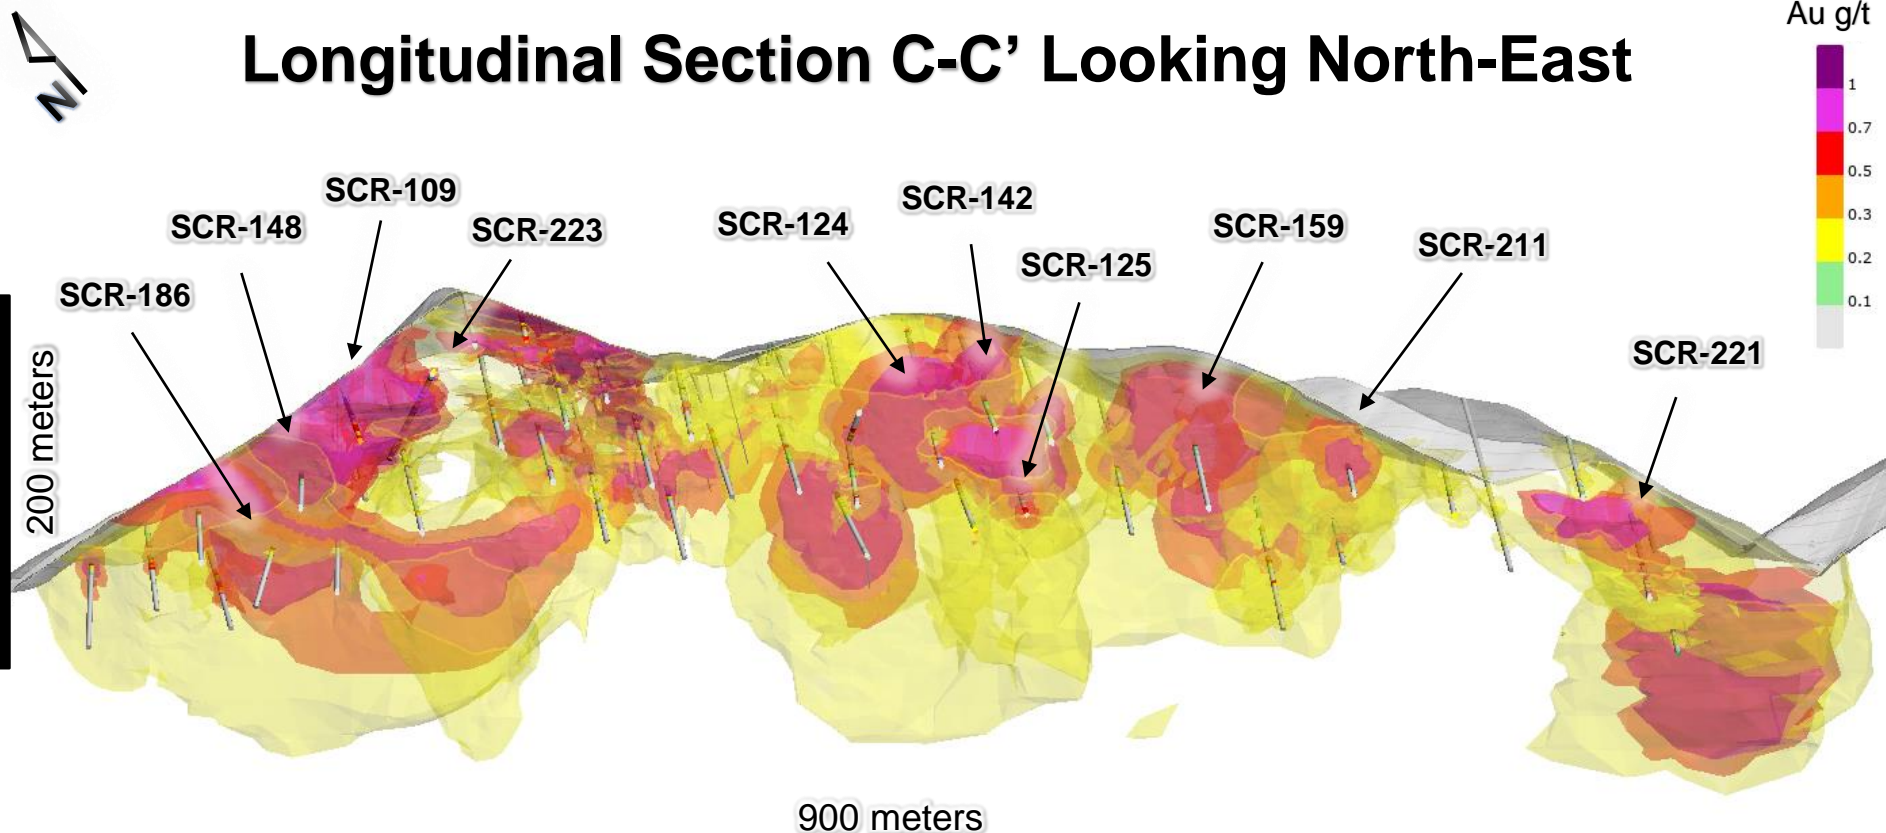 Au g/t
Longitudinal Section C-C’ Looking North-East
N
1
0.7
0.5
0.3
0.2
0.1
SCR-109
SCR-148
SCR-223
SCR-124
SCR-142
SCR-159
SCR-211
SCR-125
SCR-186
SCR-221
200 meters
900 meters